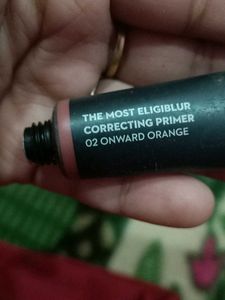 THE MOST ELIGIBLUR
CORRECTING PRIMER
02 ONWARD ORANGE